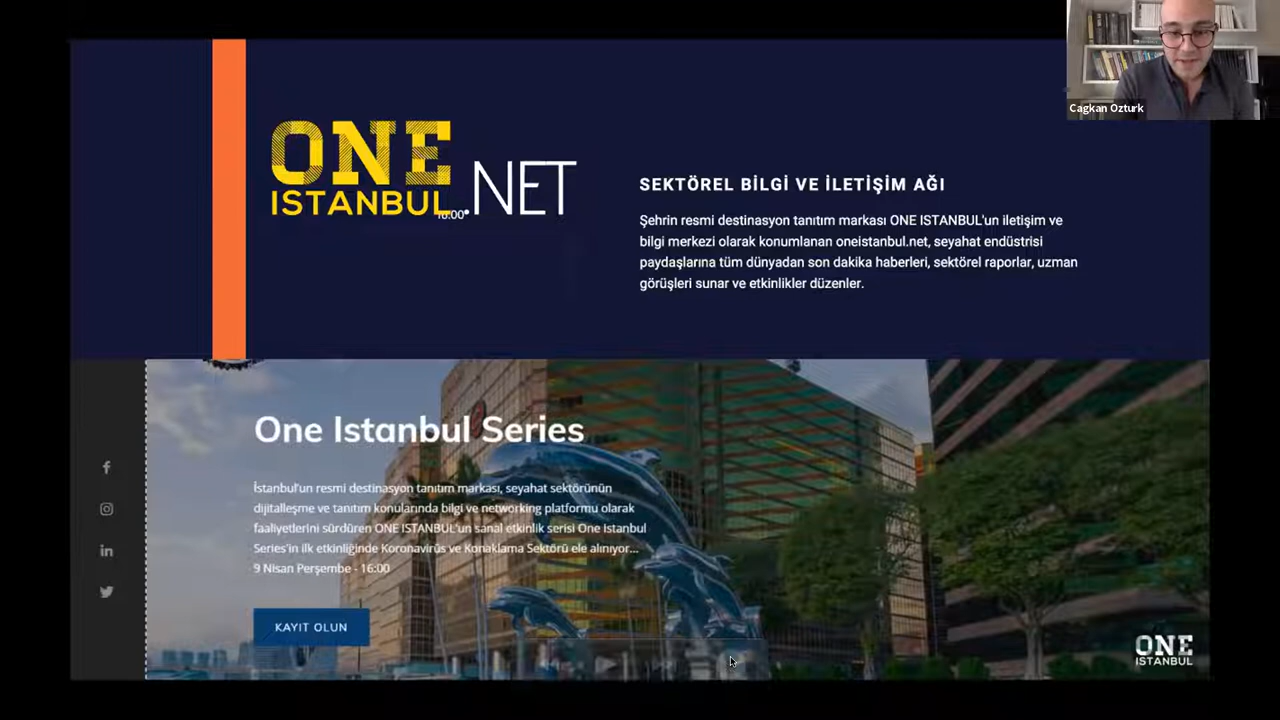 Cagkan Ozturk
ONE
ISTANBUL
.NET
16:00
SEKTÖREL BİLGİ VE İLETİŞİM AĞI
Şehrin resmi destinasyon tanıtım markası ONE ISTANBUL'un iletişim ve
bilgi merkezi olarak konumlanan oneistanbul.net, seyahat endüstrisi
paydaşlarına tüm dünyadan son dakika haberleri, sektörel raporlar, uzman
görüşleri sunar ve etkinlikler düzenler.
One Istanbul Series
İstanbul'un resmi destinasyon tanıtım markası, seyahat sektörünün
dijitalleşme ve tanıtım konularında bilgi ve networking platformu olarak
faaliyetlerini sürdüren ONE ISTANBUL'un sanal etkinlik serisi One Istanbul
Series'in ilk etkinliğinde Koronavirüs ve Konaklama Sektörü ele alınıyor...
9 Nisan Perşembe - 16:00
KAYIT OLUN
ONE
ISTANBUL